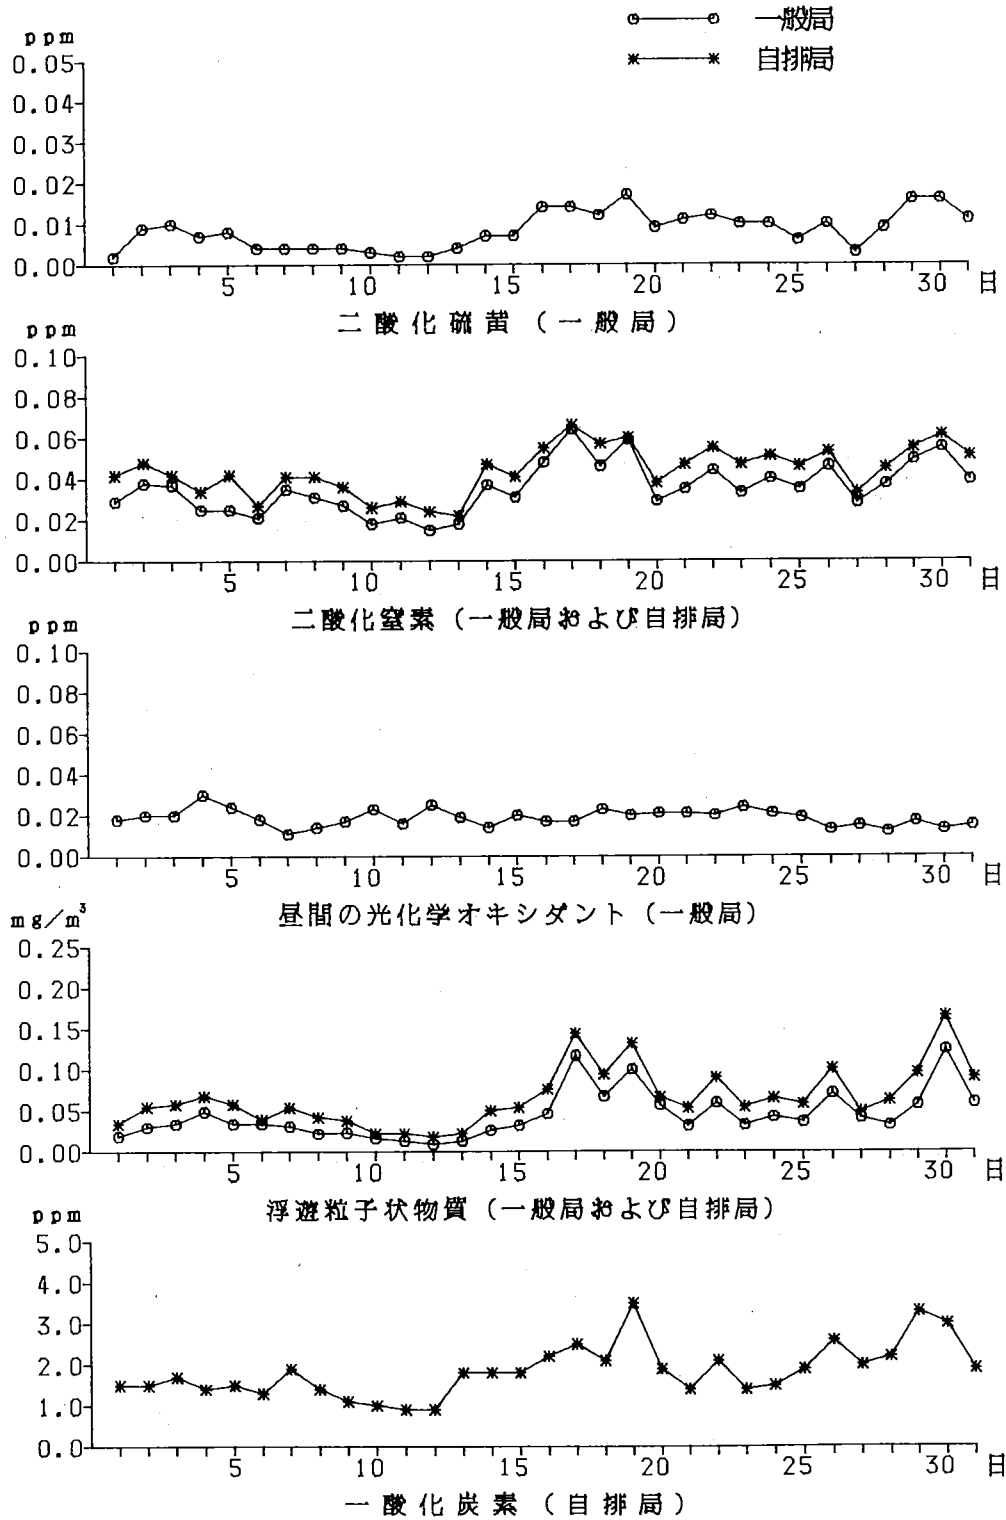 一般局
自排局
ppm
0.05
0.04
0.03
0.02
0.01
0.00
5 10 15 20 25 30 日
二酸化硫黄（一般局）
ppm
0.10
0.08
0.06
0.04
0.02
0.00
5 10 15 20 25 30 日
二酸化窒素（一般局および自排局）
ppm
0.10
0.08
0.06
0.04
0.02
0.00
5 10 15 20 25 30 日
昼間の光化学オキシダント（一般局）
mg/m³
0.25
0.20
0.15
0.10
0.05
0.00
5 10 15 20 25 30 日
浮遊粒子状物質（一般局および自排局）
ppm
5.0
4.0
3.0
2.0
1.0
0.0
5 10 15 20 25 30 日
一酸化炭素（自排局）